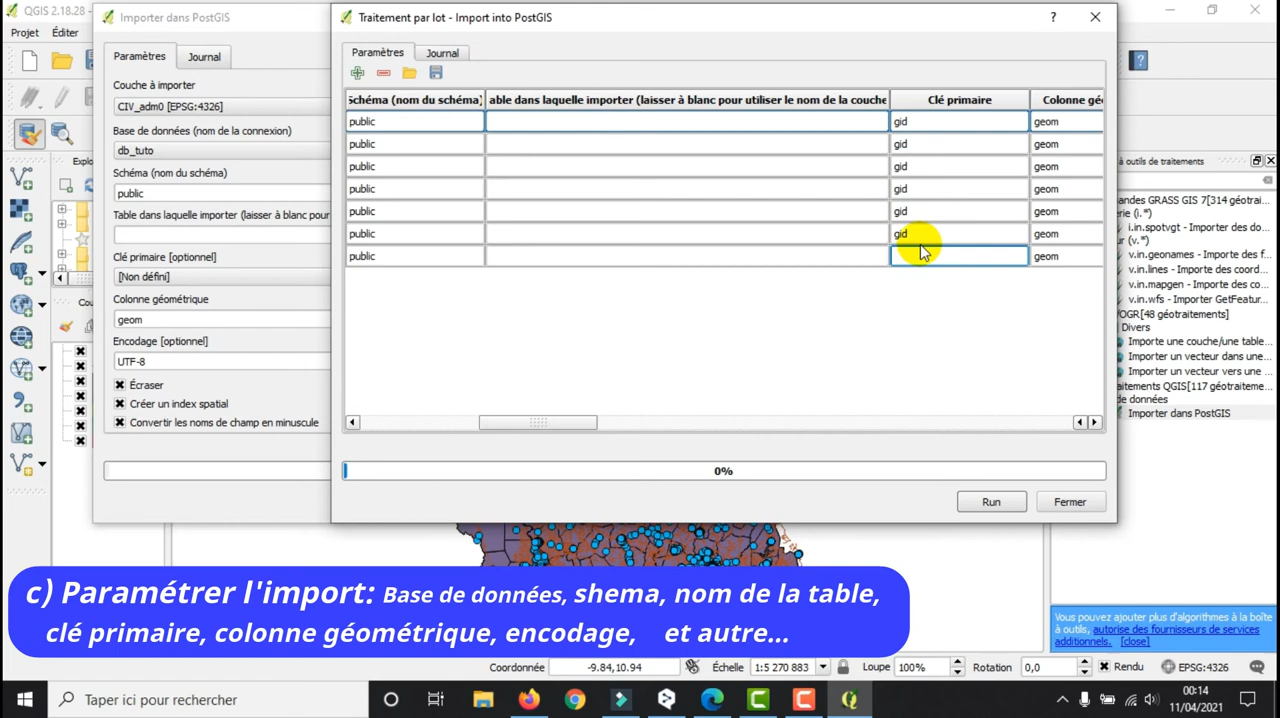 QGIS 2.18.28 -
Projet Éditer
Importer dans PostGIS
Paramètres Journal
Couche à importer
CIV_adm0 [EPSG:4326]
Base de données (nom de la connexion)
db_tuto
Schéma (nom du schéma)
public
Table dans laquelle importer (laisser à blanc pour
Clé primaire [optionnel]
[Non défini]
Colonne géométrique
geom
Encodage [optionnel]
UTF-8
Écraser
Créer un index spatial
Convertir les noms de champ en minuscule
Explo
Cou
Traitement par lot - Import into PostGIS
Paramètres Journal
Schéma (nom du schéma) able dans laquelle importer (laisser à blanc pour utiliser le nom de la couche Clé primaire Colonne géo
public gid geom
public gid geom
public gid geom
public gid geom
public gid geom
public gid geom
public geom
0%
Run Fermer
à outils de traitements
andes GRASS GIS 7[314 géotrai...
rie (i.*)
i.in.spotvgt - Importe des do...
ur (v.*)
v.in.geonames - Importe des f...
v.in.lines - Importe des coord...
v.in.mapgen - Importe des co...
v.in.wfs - Importer GetFeatur...
/OGR[48 géotraitements]
Divers
Importe une couche/une table...
Importer un vecteur dans une...
Importer un vecteur vers une ...
aitements QGIS[117 géotraiteme...
de données
Importer dans PostGIS
c) Paramétrer l'import: Base de données, shema, nom de la table,
clé primaire, colonne géométrique, encodage, et autre...
Vous pouvez ajouter plus d'algorithmes à la boîte
à outils, autorise des fournisseurs de services
additionnels. [close]
Coordonnée -9.84,10.94 Échelle 1:5 270 883 Loupe 100% Rotation 0,0 Rendu EPSG:4326
Taper ici pour rechercher
00:14
11/04/2021